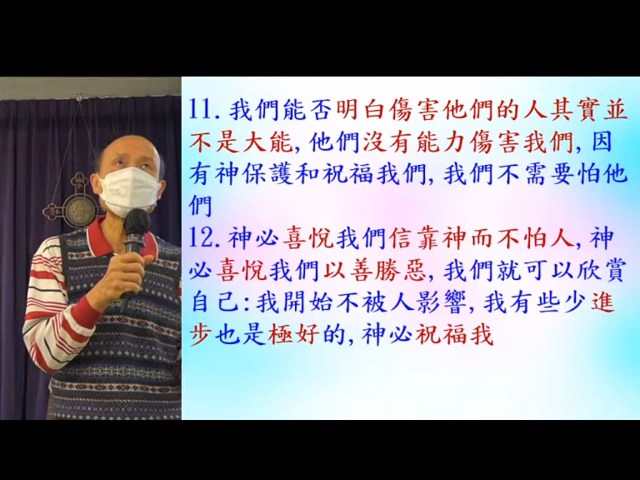 11. 我們能否明白傷害他們的人其實並
不是大能, 他們沒有能力傷害我們, 因
有神保護和祝福我們, 我們不需要怕他
們
12. 神必喜悅我們信靠神而不怕人, 神
必喜悅我們以善勝惡, 我們就可以欣賞
自己: 我開始不被人影響, 我有些少進
步也是極好的, 神必祝福我